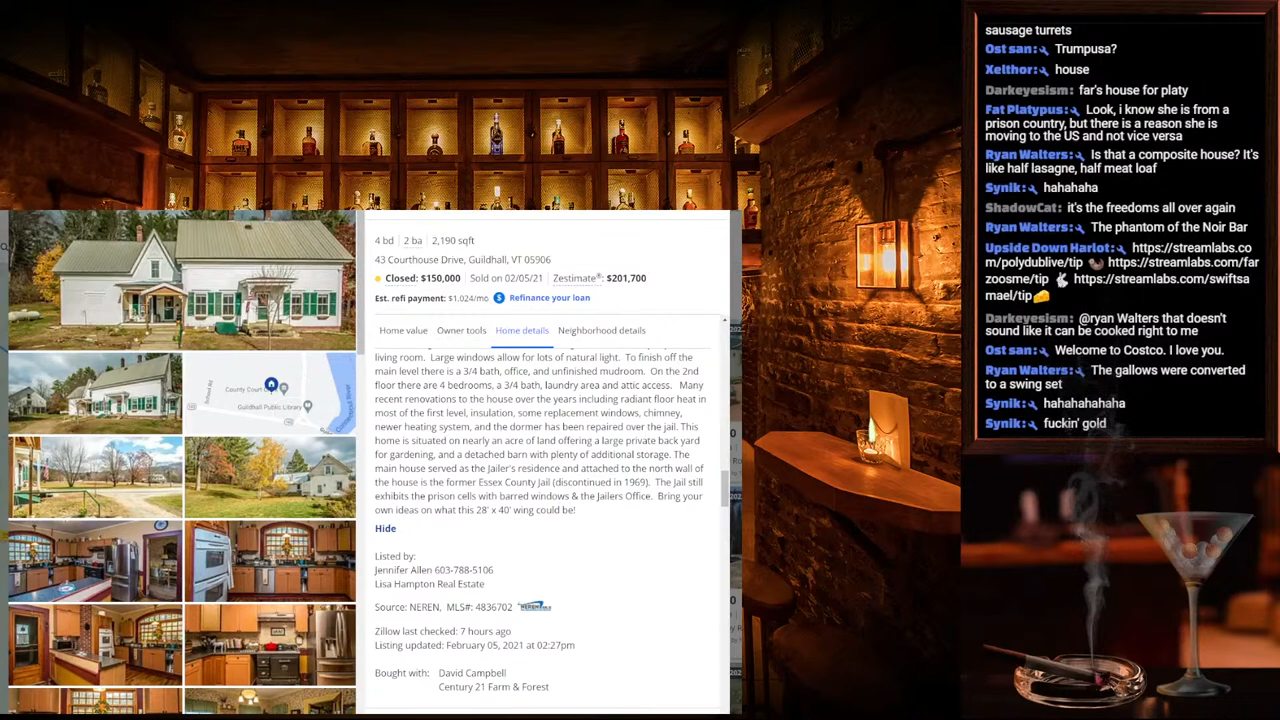 4 bd 2 ba 2,190 sqft
43 Courthouse Drive, Guildhall, VT 05906
Closed: $150,000 Sold on 02/05/21 Zestimate®: $201,700
Est. refi payment: $1,024/mo $ Refinance your loan
Home value Owner tools Home details Neighborhood details
living room. Large windows allow for lots of natural light. To finish off the
main level there is a 3/4 bath, office, and unfinished mudroom. On the 2nd
floor there are 4 bedrooms, a 3/4 bath, laundry area and attic access. Many
recent renovations to the house over the years including radiant floor heat in
most of the first level, insulation, some replacement windows, chimney,
newer heating system, and the dormer has been repaired over the jail. This
home is situated on nearly an acre of land offering a large private back yard
for gardening, and a detached barn with plenty of additional storage. The
main house served as the Jailer's residence and attached to the north wall of
the house is the former Essex County Jail (discontinued in 1969). The Jail still
exhibits the prison cells with barred windows & the Jailers Office. Bring your
own ideas on what this 28' x 40' wing could be!
Hide
Listed by:
Jennifer Allen 603-788-5106
Lisa Hampton Real Estate
Source: NEREN, MLS#: 4836702
Zillow last checked: 7 hours ago
Listing updated: February 05, 2021 at 02:27pm
Bought with: David Campbell
Century 21 Farm & Forest
County Court
Guildhall Public Library
sausage turrets
Ost san: Trumpusa?
Xelthor: house
Darkeyesism: far's house for platy
Fat Platypus: Look, i know she is from a
prison country, but there is a reason she is
moving to the US and not vice versa
Ryan Walters: Is that a composite house? It's
like half lasagne, half meat loaf
Synik: hahahaha
ShadowCat: it's the freedoms all over again
Ryan Walters: The phantom of the Noir Bar
Upside Down Harlot: https://streamlabs.co
m/polydublive/tip https://streamlabs.com/far
zoosme/tip https://streamlabs.com/swiftsa
mael/tip
Darkeyesism: @ryan Walters that doesn't
sound like it can be cooked right to me
Ost san: Welcome to Costco. I love you.
Ryan Walters: The gallows were converted
to a swing set
Synik: hahahahahaha
Synik: fuckin' gold